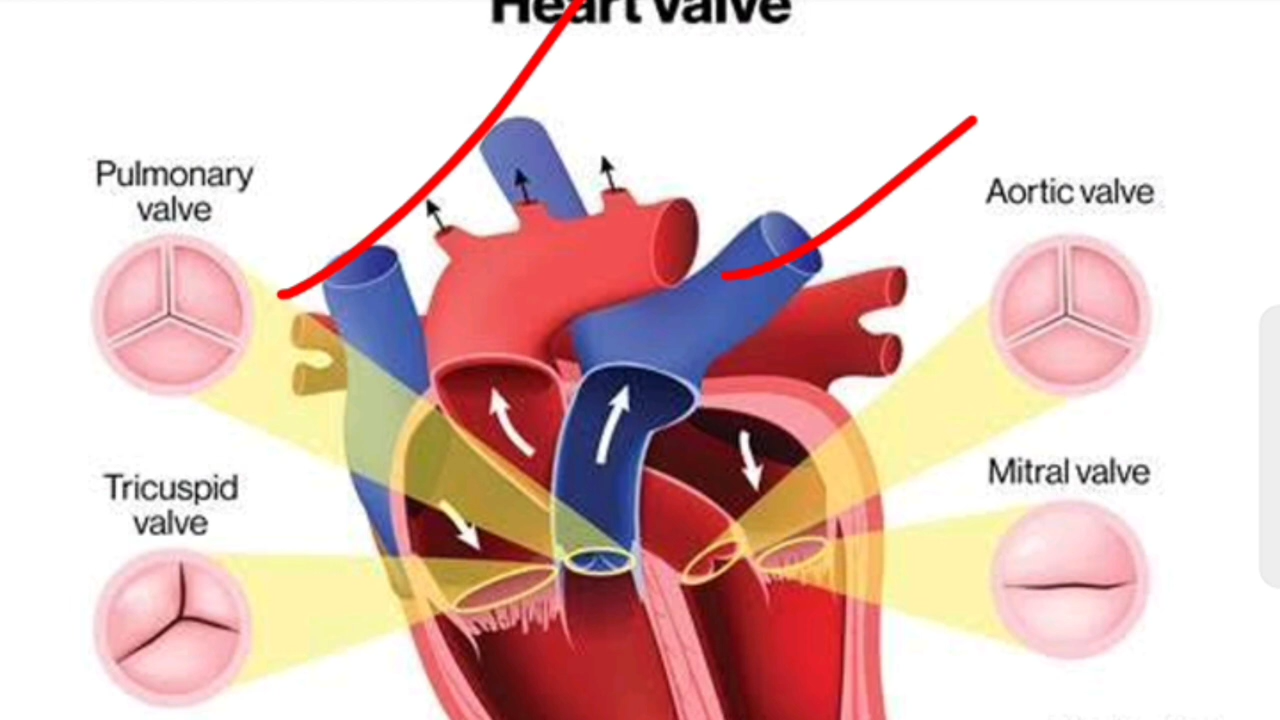 Heart valve
Pulmonary
valve
Aortic valve
Tricuspid
valve
Mitral valve